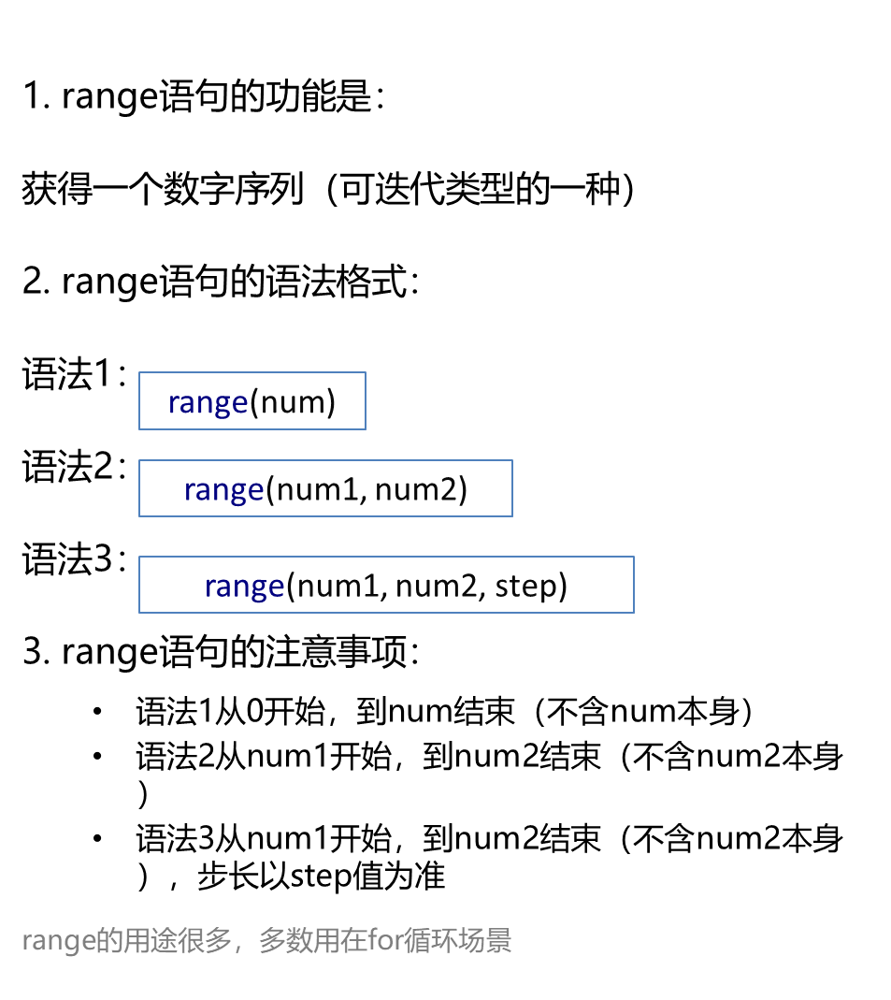 1. range语句的功能是：
获得一个数字序列（可迭代类型的一种）
2. range语句的语法格式：
语法1：
range(num)
语法2：
range(num1, num2)
语法3：
range(num1, num2, step)
3. range语句的注意事项：
• 语法1从0开始，到num结束（不含num本身）
• 语法2从num1开始，到num2结束（不含num2本身
）
• 语法3从num1开始，到num2结束（不含num2本身
），步长以step值为准
range的用途很多，多数用在for循环场景